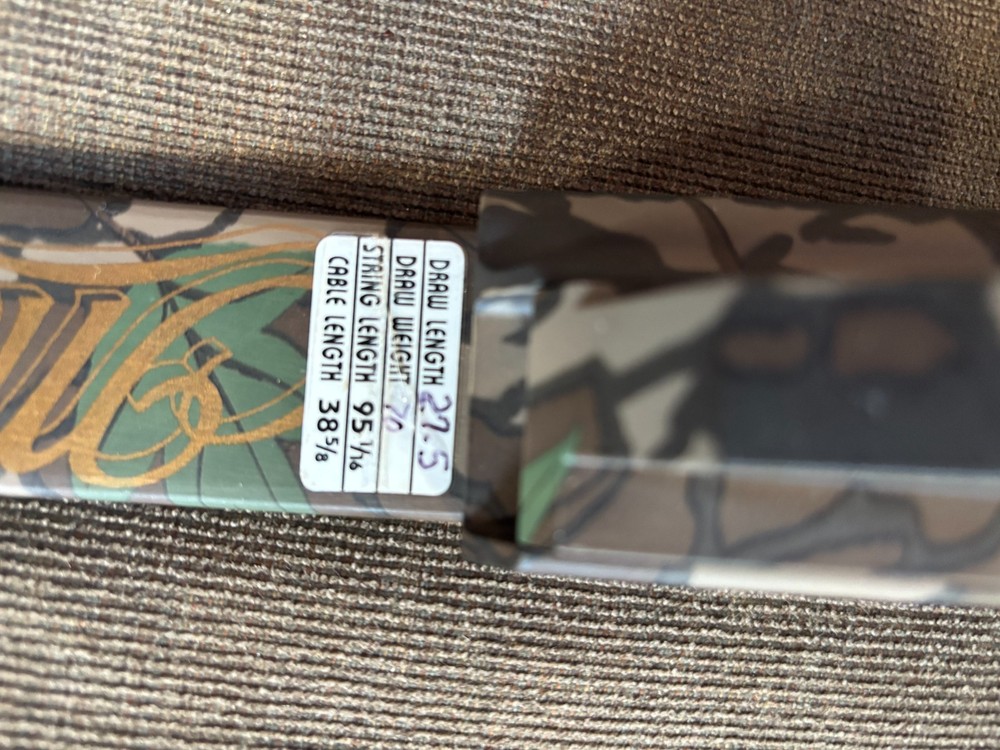 DRAW LENGTH 27.5
DRAW WEIGHT 70
STRING LENGTH 95 1/16
CABLE LENGTH 38 5/8